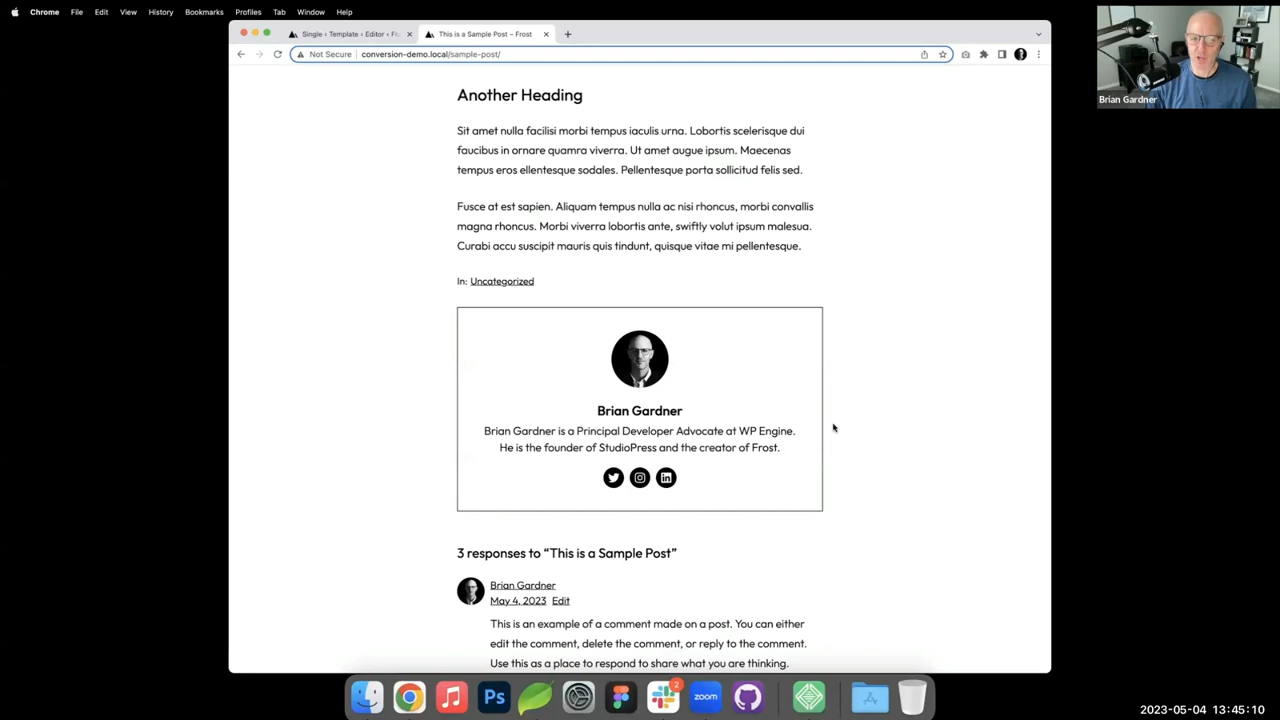 Chrome File Edit View History Bookmarks Profiles Tab Window Help
Single ‹ Template ‹ Editor ‹ Fr
This is a Sample Post – Frost
Not Secure conversion-demo.local/sample-post/
Brian Gardner
Another Heading
Sit amet nulla facilisi morbi tempus iaculis urna. Lobortis scelerisque dui
faucibus in ornare quamra viverra. Ut amet augue ipsum. Maecenas
tempus eros ellentesque sodales. Pellentesque porta sollicitud felis sed.
Fusce at est sapien. Aliquam tempus nulla ac nisi rhoncus, morbi convallis
magna rhoncus. Morbi viverra lobortis ante, swiftly volut ipsum malesua.
Curabi accu suscipit mauris quis tindunt, quisque vitae mi pellentesque.
In: Uncategorized
Brian Gardner
Brian Gardner is a Principal Developer Advocate at WP Engine.
He is the founder of StudioPress and the creator of Frost.
in
3 responses to “This is a Sample Post”
Brian Gardner
May 4, 2023 Edit
This is an example of a comment made on a post. You can either
edit the comment, delete the comment, or reply to the comment.
Use this as a place to respond to share what you are thinking.
Ps
2
zoom
2023-05-04 13:45:10